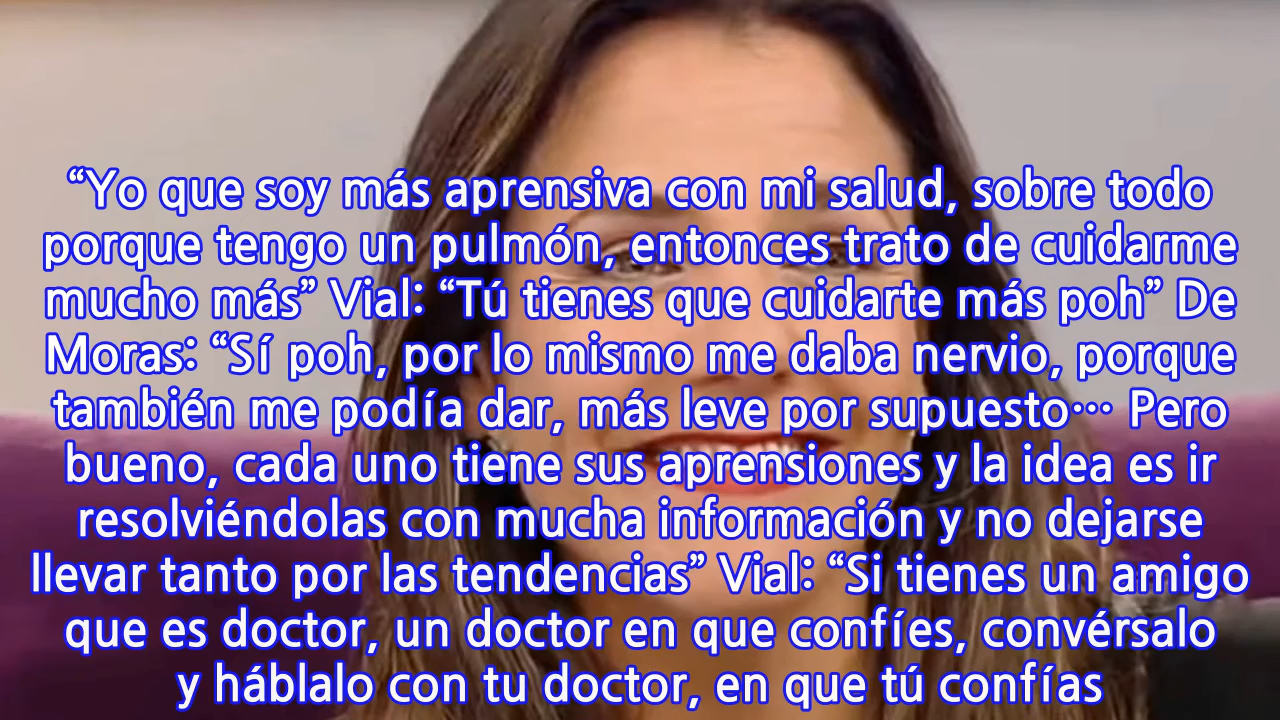 “Yo que soy más aprensiva con mi salud, sobre todo
porque tengo un pulmón, entonces trato de cuidarme
mucho más” Vial: “Tú tienes que cuidarte más poh” De
Moras: “Sí poh, por lo mismo me daba nervio, porque
también me podía dar, más leve por supuesto… Pero
bueno, cada uno tiene sus aprensiones y la idea es ir
resolviéndolas con mucha información y no dejarse
llevar tanto por las tendencias” Vial: “Si tienes un amigo
que es doctor, un doctor en que confíes, convérsalo
y háblalo con tu doctor, en que tú confías